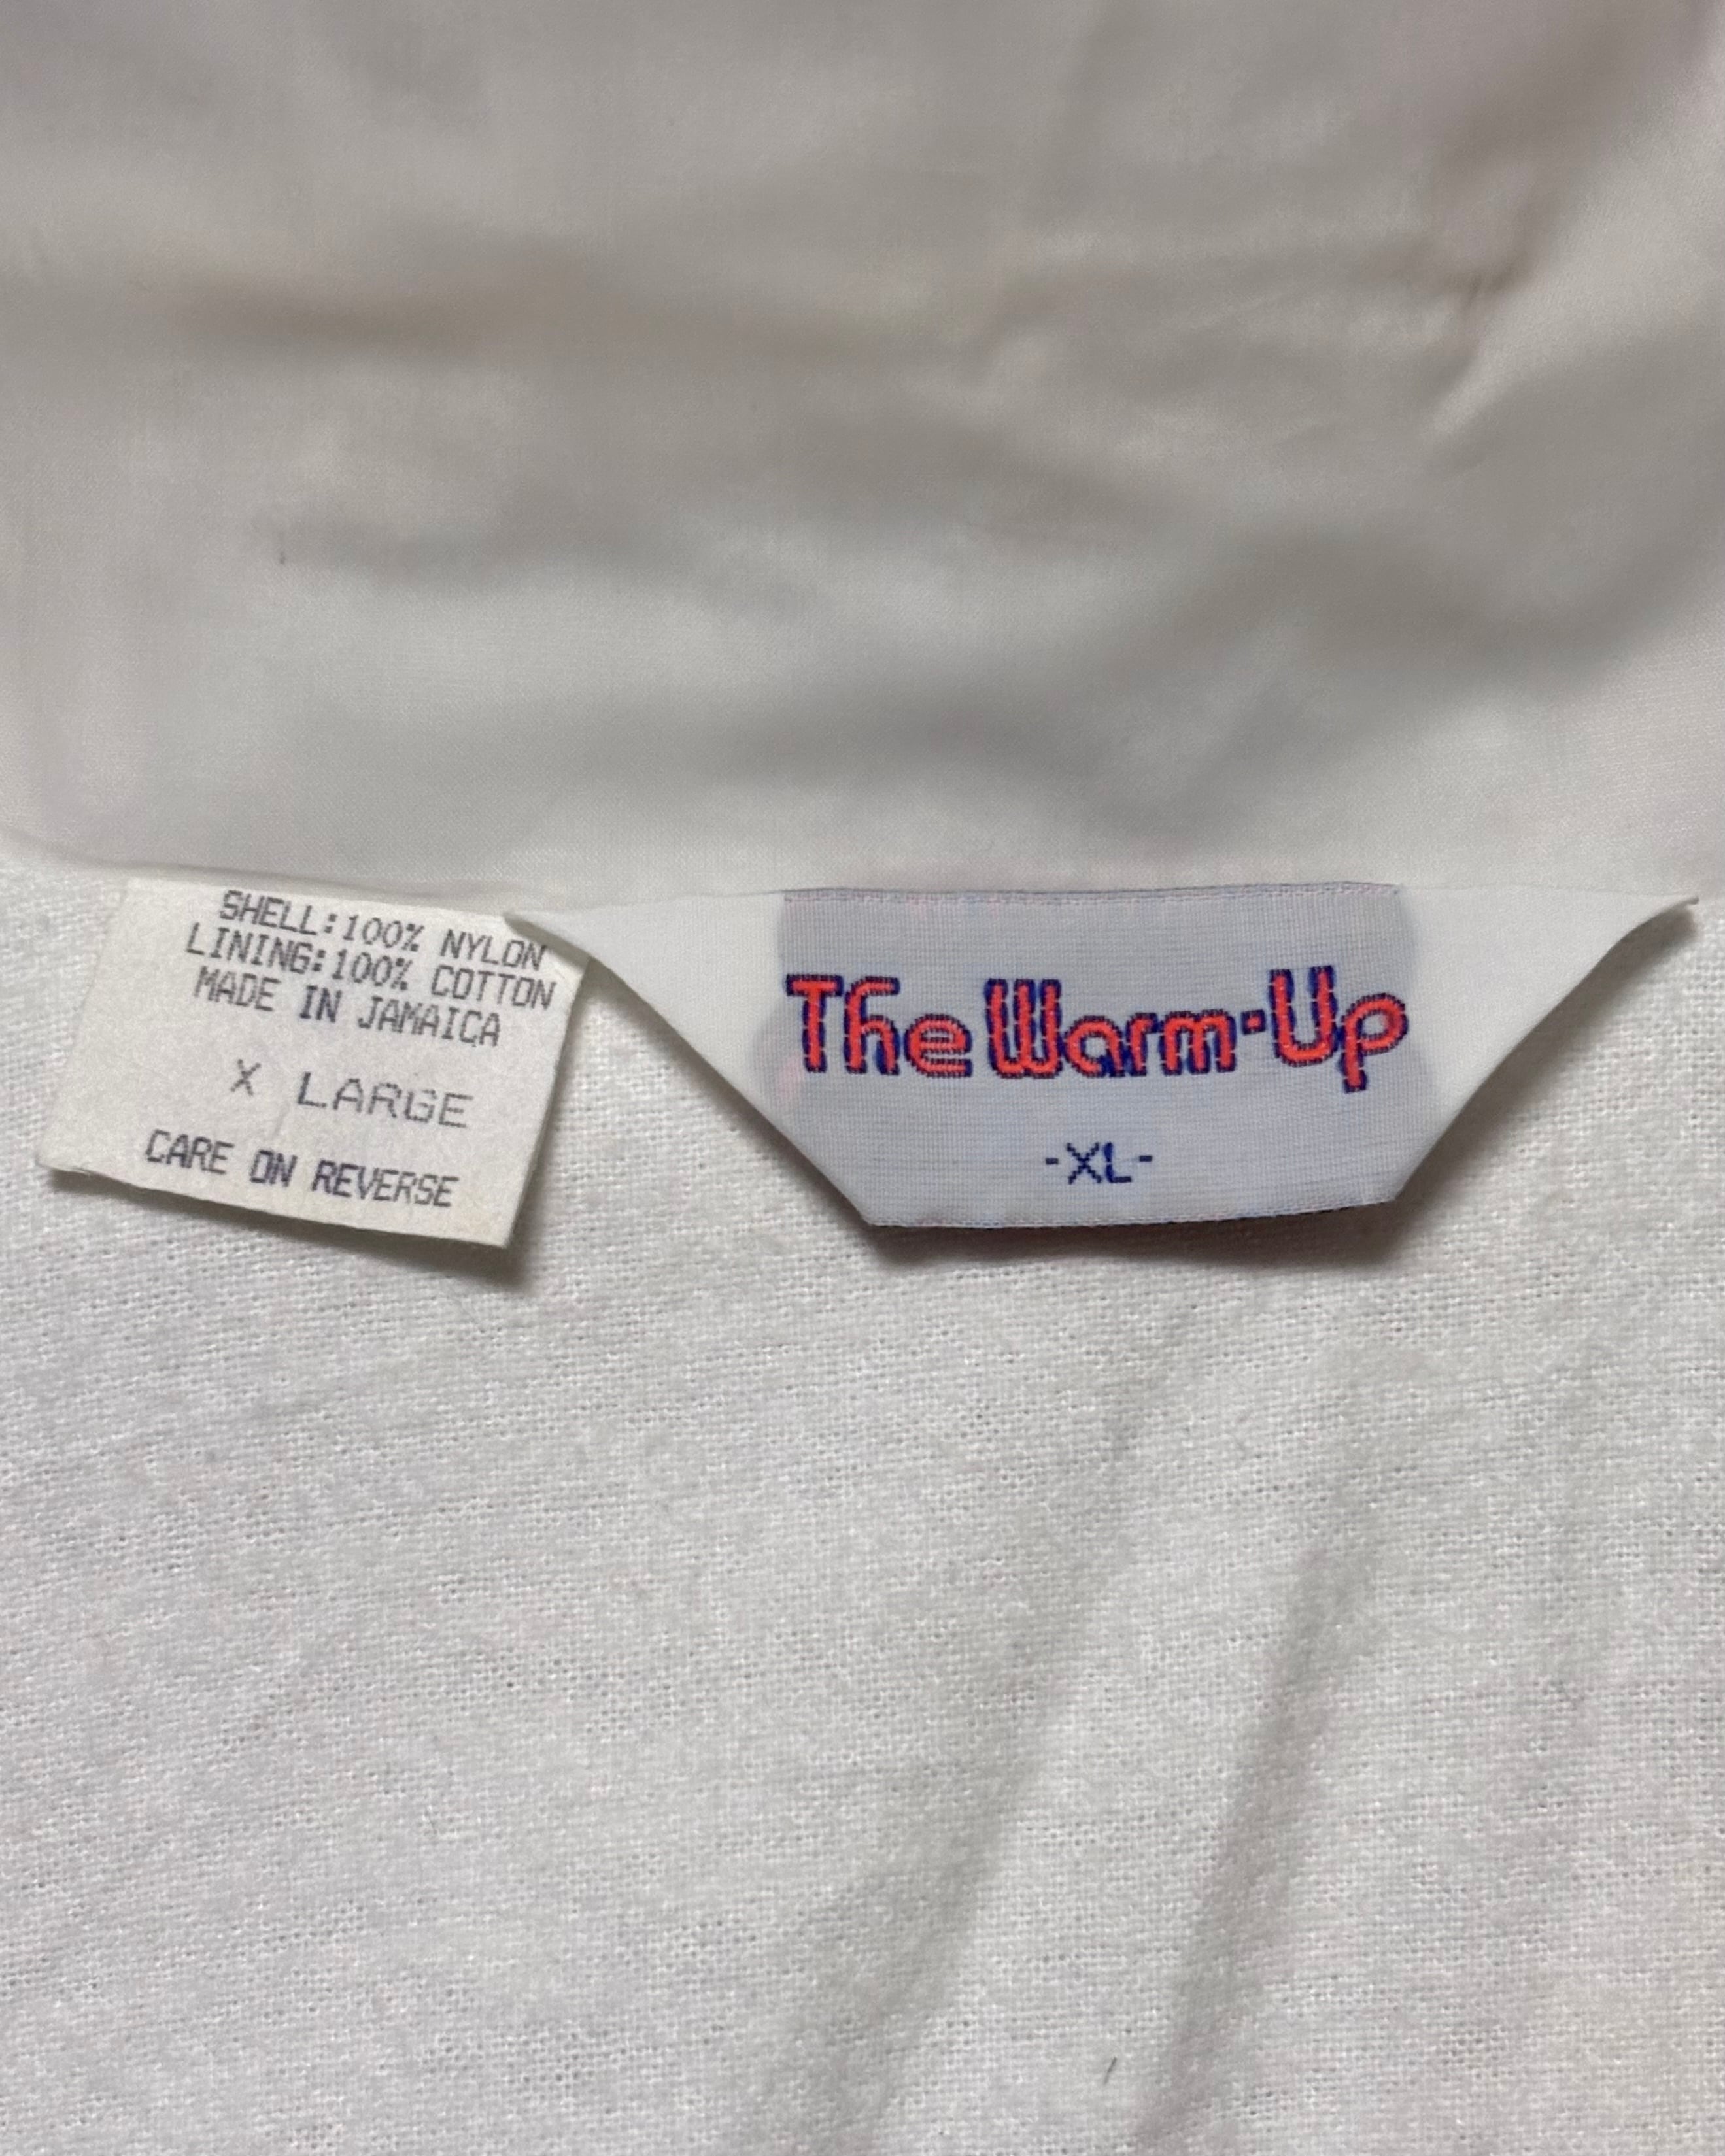 SHELL:100% NYLON
LINING:100% COTTON
MADE IN JAMAICA
X LARGE
CARE ON REVERSE
The Warm-Up
-XL-